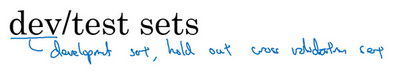 dev/test sets
development set, hold out cross validation set